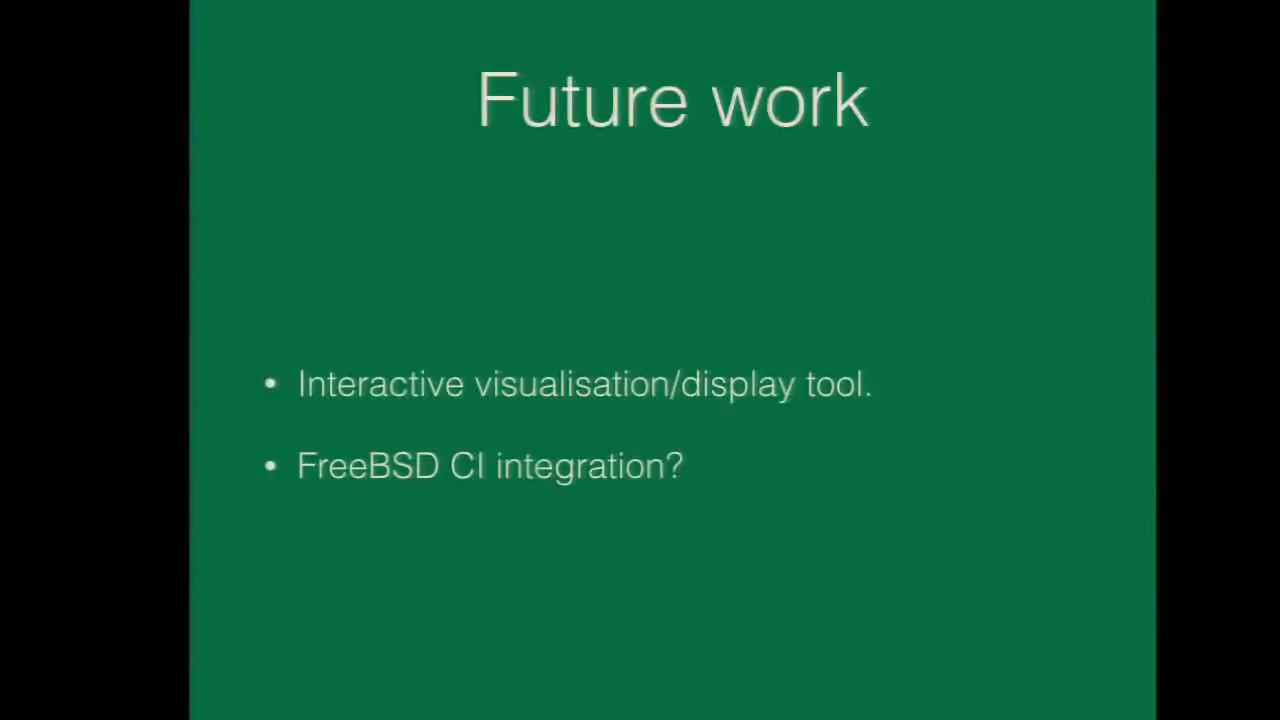 Future work
• Interactive visualisation/display tool.
• FreeBSD CI integration?